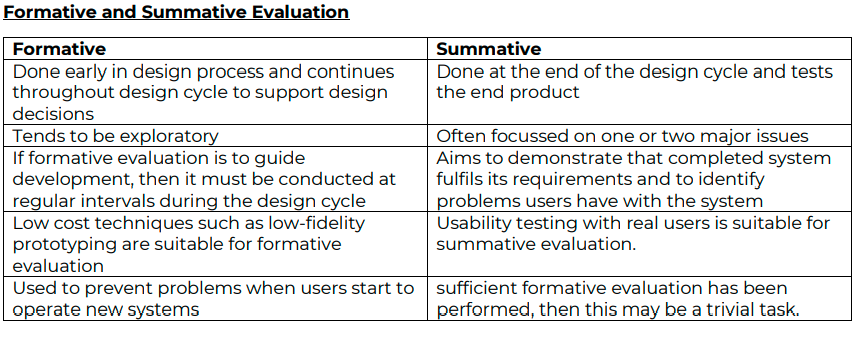 Formative and Summative Evaluation
Formative
Summative
Done early in design process and continues
throughout design cycle to support design
decisions
Done at the end of the design cycle and tests
the end product
Tends to be exploratory
Often focussed on one or two major issues
If formative evaluation is to guide
development, then it must be conducted at
regular intervals during the design cycle
Aims to demonstrate that completed system
fulfils its requirements and to identify
problems users have with the system
Low cost techniques such as low-fidelity
prototyping are suitable for formative
evaluation
Usability testing with real users is suitable for
summative evaluation.
Used to prevent problems when users start to
operate new systems
sufficient formative evaluation has been
performed, then this may be a trivial task.